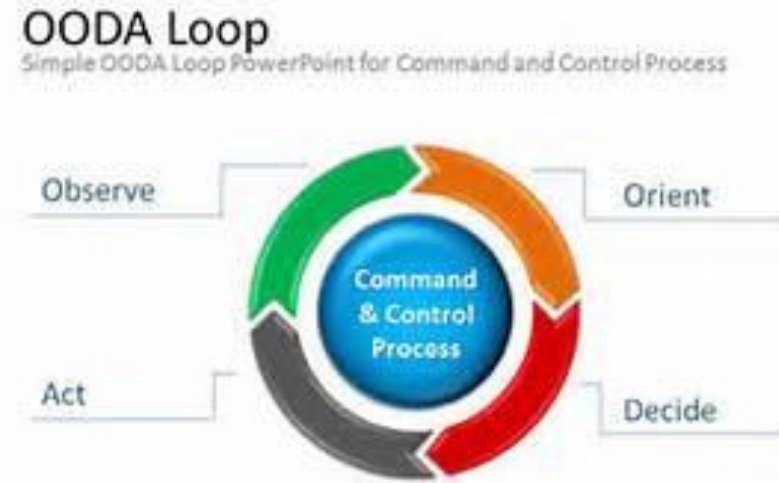 OODA Loop
Simple OODA Loop PowerPoint for Command and Control Process
Observe
Orient
Command
& Control
Process
Act
Decide